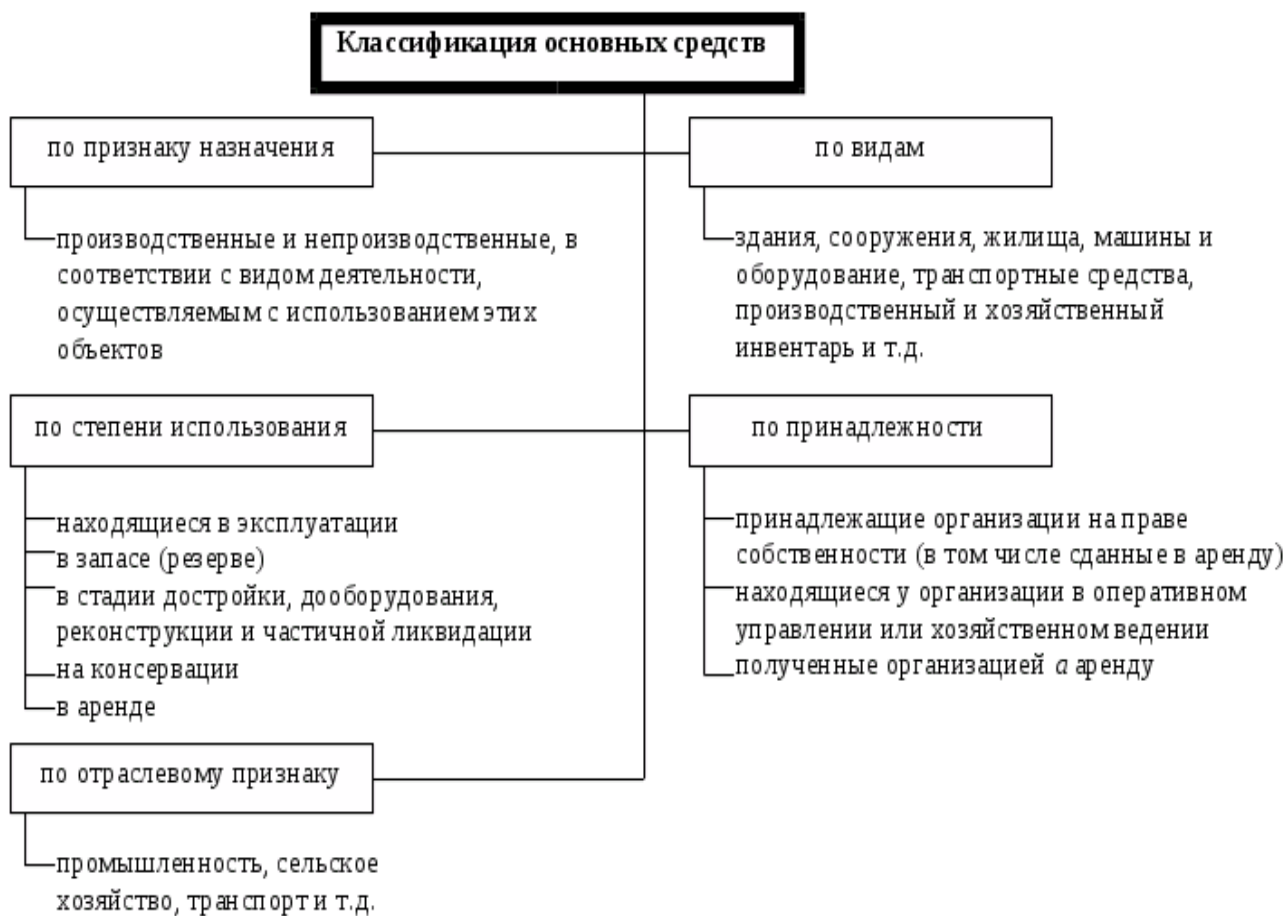 Классификация основных средств
по признаку назначения
производственные и непроизводственные, в
соответствии с видом деятельности,
осуществляемым с использованием этих
объектов
по видам
здания, сооружения, жилища, машины и
оборудование, транспортные средства,
производственный и хозяйственный
инвентарь и т.д.
по степени использования
находящиеся в эксплуатации
в запасе (резерве)
в стадии достройки, дооборудования,
реконструкции и частичной ликвидации
на консервации
в аренде
по принадлежности
принадлежащие организации на праве
собственности (в том числе сданные в аренду)
находящиеся у организации в оперативном
управлении или хозяйственном ведении
полученные организацией а аренду
по отраслевому признаку
промышленность, сельское
хозяйство, транспорт и т.д.